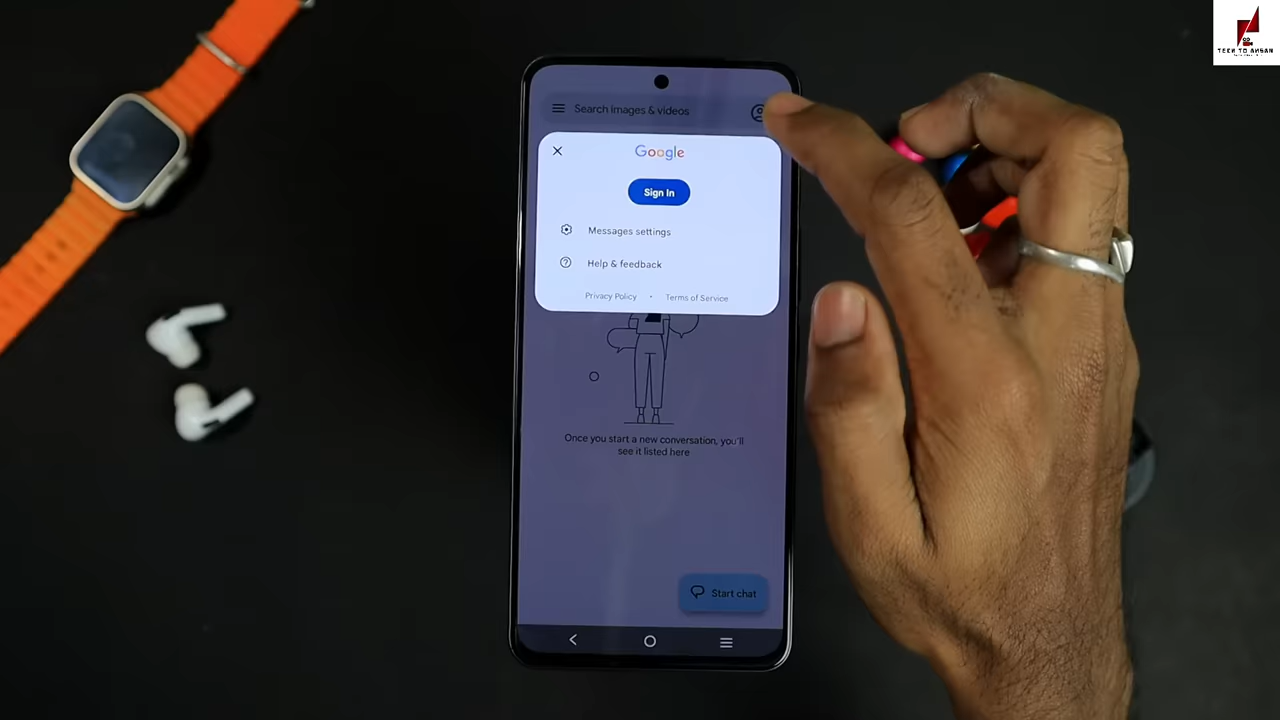 TECH TO AHSAN
Search images & videos
Google
Sign In
Messages settings
Help & feedback
Privacy Policy • Terms of Service
Once you start a new conversation, you'll
see it listed here
Start chat